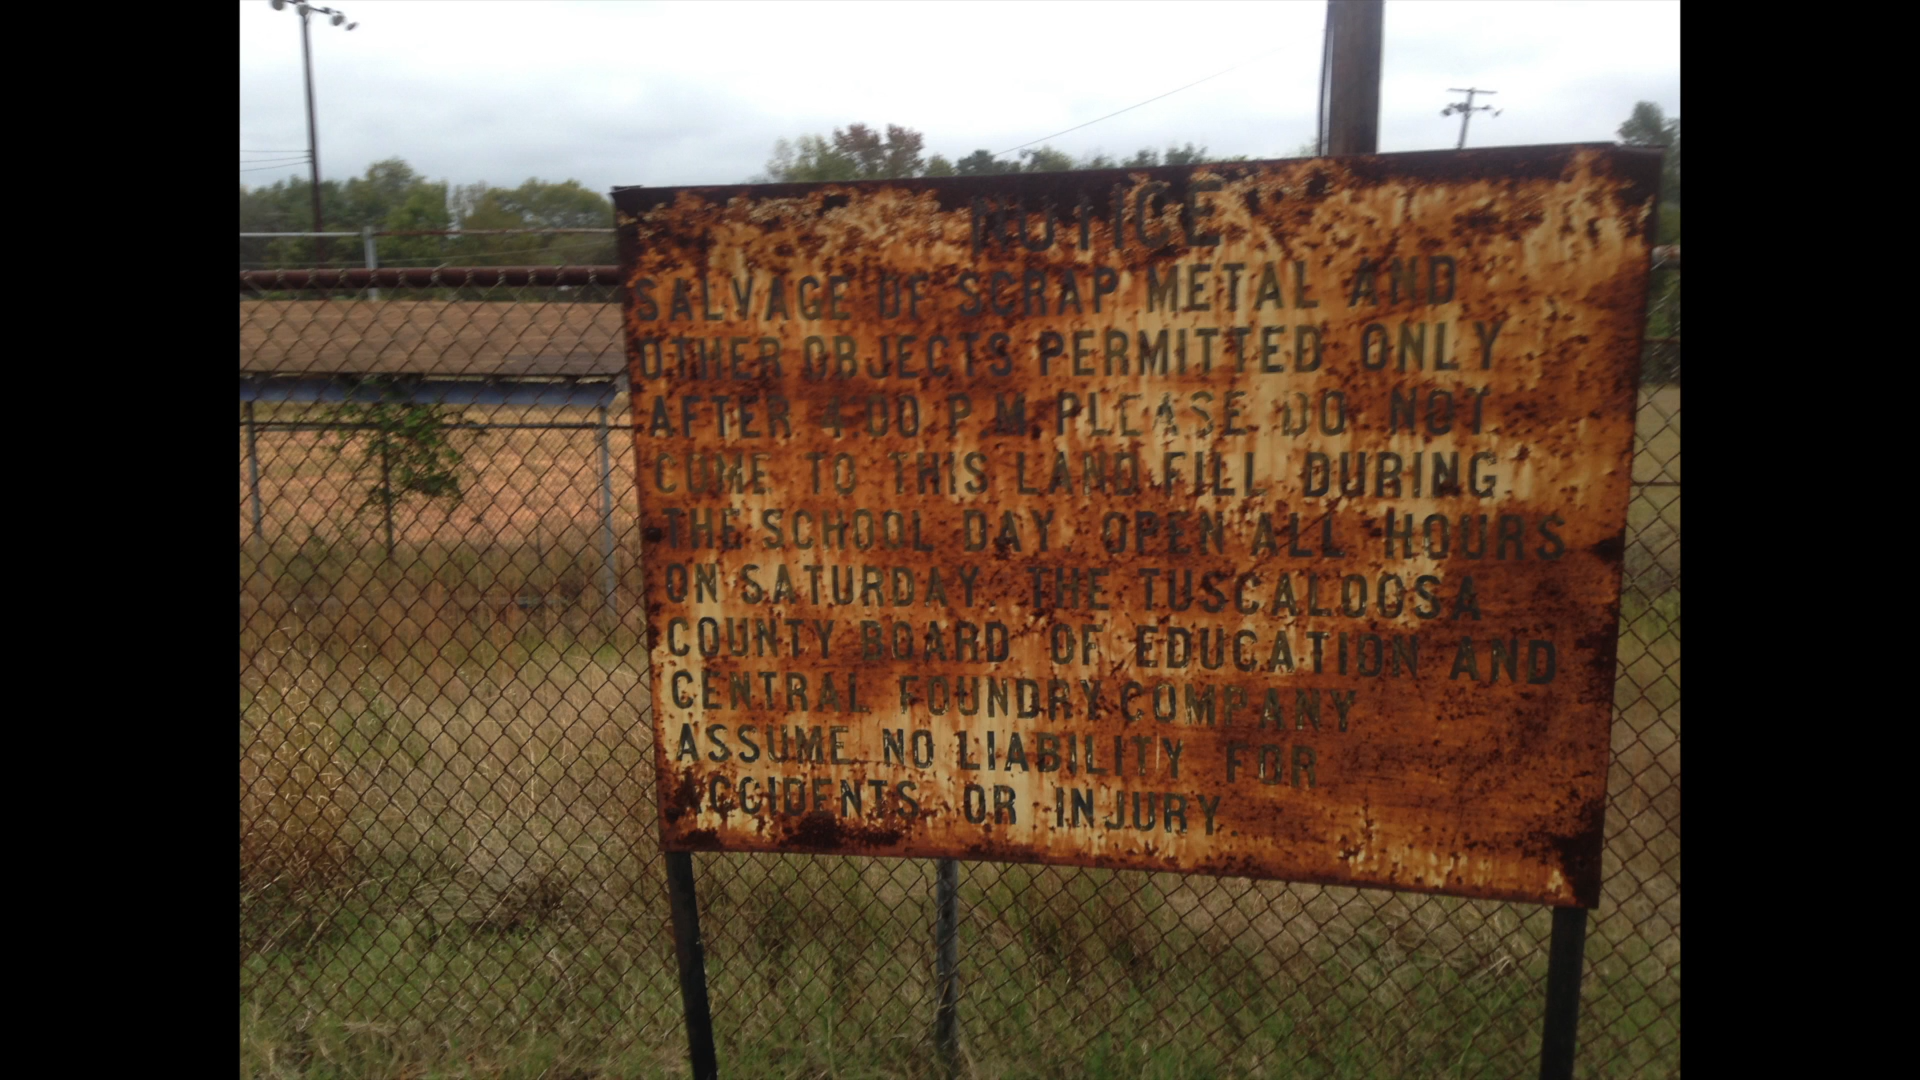 NOTICE
SALVAGE OF SCRAP METAL AND
OTHER OBJECTS PERMITTED ONLY
AFTER 4:00 P.M. PLEASE DO NOT
COME TO THIS LAND FILL DURING
THE SCHOOL DAY. OPEN ALL HOURS
ON SATURDAY. THE TUSCALOOSA
COUNTY BOARD OF EDUCATION AND
CENTRAL FOUNDRY COMPANY
ASSUME NO LIABILITY FOR
ACCIDENTS OR INJURY.